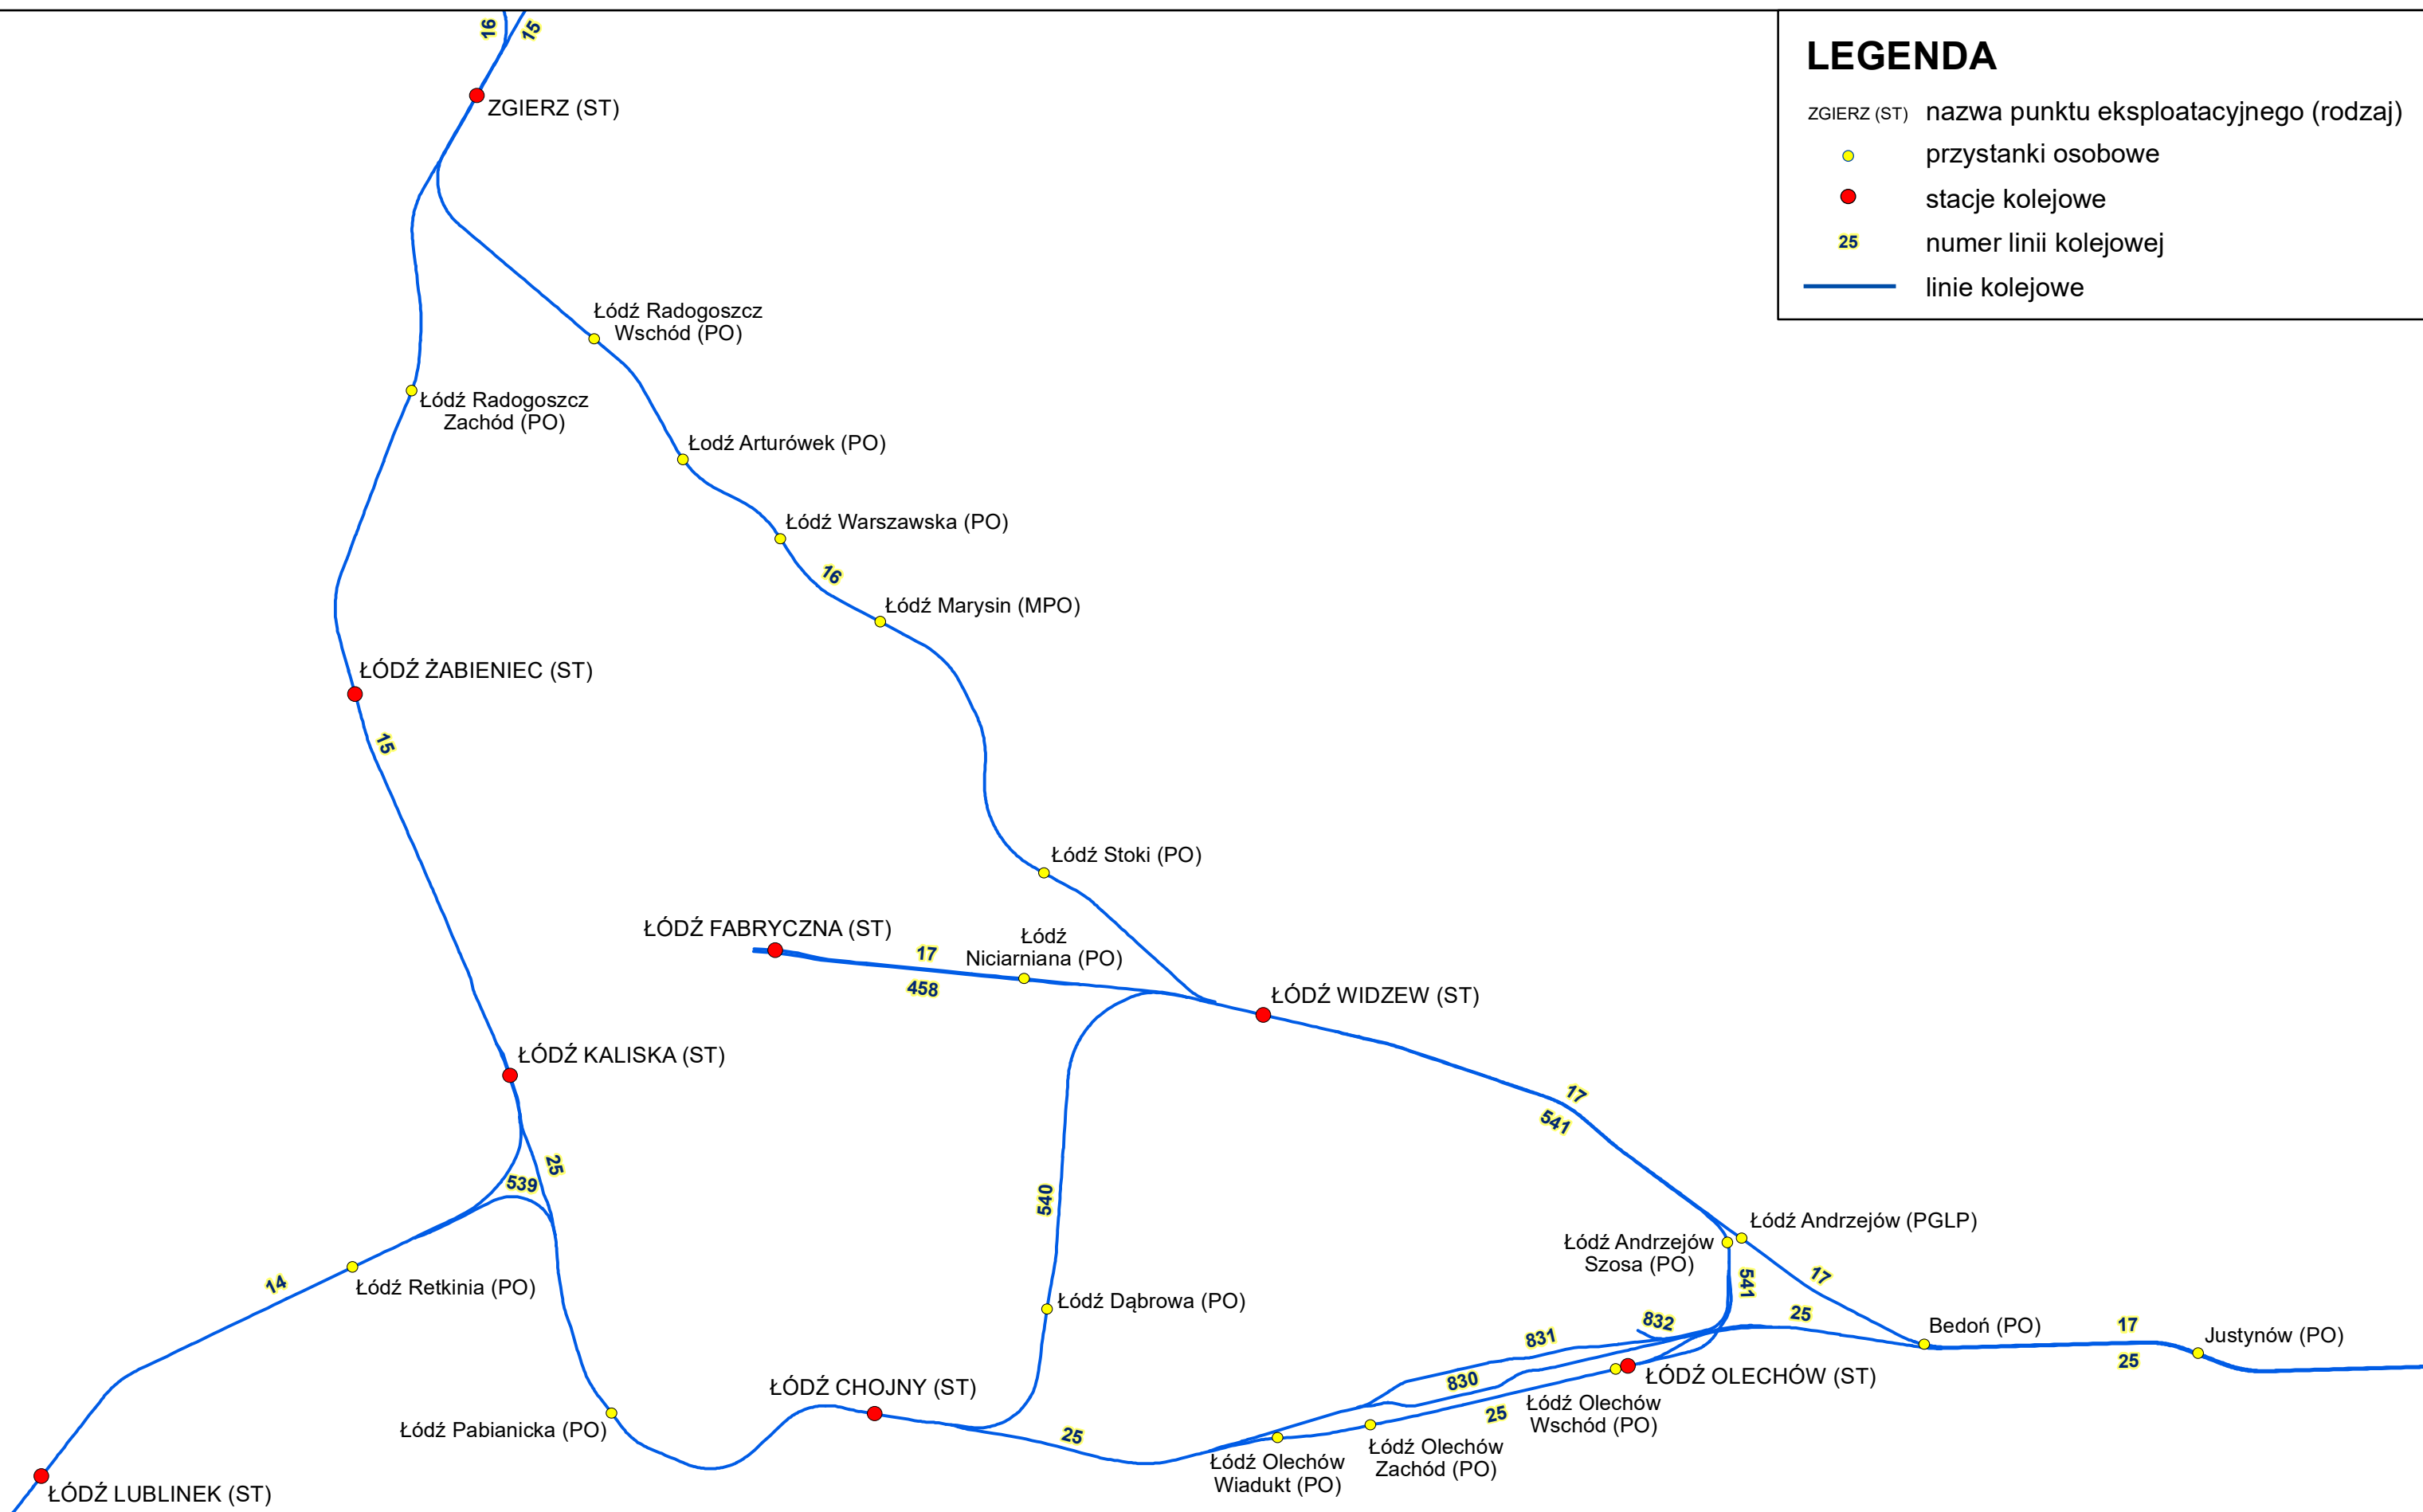 16
15
ZGIERZ (ST)
LEGENDA
ZGIERZ (ST)
nazwa punktu eksploatacyjnego (rodzaj)
przystanki osobowe
stacje kolejowe
25
numer linii kolejowej
linie kolejowe
Łódź Radogoszcz
Wschód (PO)
Łódź Radogoszcz
Zachód (PO)
Łodź Arturówek (PO)
Łódź Warszawska (PO)
16
Łódź Marysin (MPO)
ŁÓDŹ ŻABIENIEC (ST)
15
Łódź Stoki (PO)
ŁÓDŹ FABRYCZNA (ST)
17
458
Łódź
Niciarniana (PO)
ŁÓDŹ WIDZEW (ST)
ŁÓDŹ KALISKA (ST)
17
541
25
539
540
Łódź Andrzejów (PGLP)
Łódź Andrzejów
Szosa (PO)
541
17
14
Łódź Retkinia (PO)
Łódź Dąbrowa (PO)
832
831
25
Bedoń (PO)
17
25
Justynów (PO)
830
ŁÓDŹ OLECHÓW (ST)
ŁÓDŹ CHOJNY (ST)
Łódź Pabianicka (PO)
25
25
Łódź Olechów
Wschód (PO)
Łódź Olechów
Zachód (PO)
Łódź Olechów
Wiadukt (PO)
ŁÓDŹ LUBLINEK (ST)